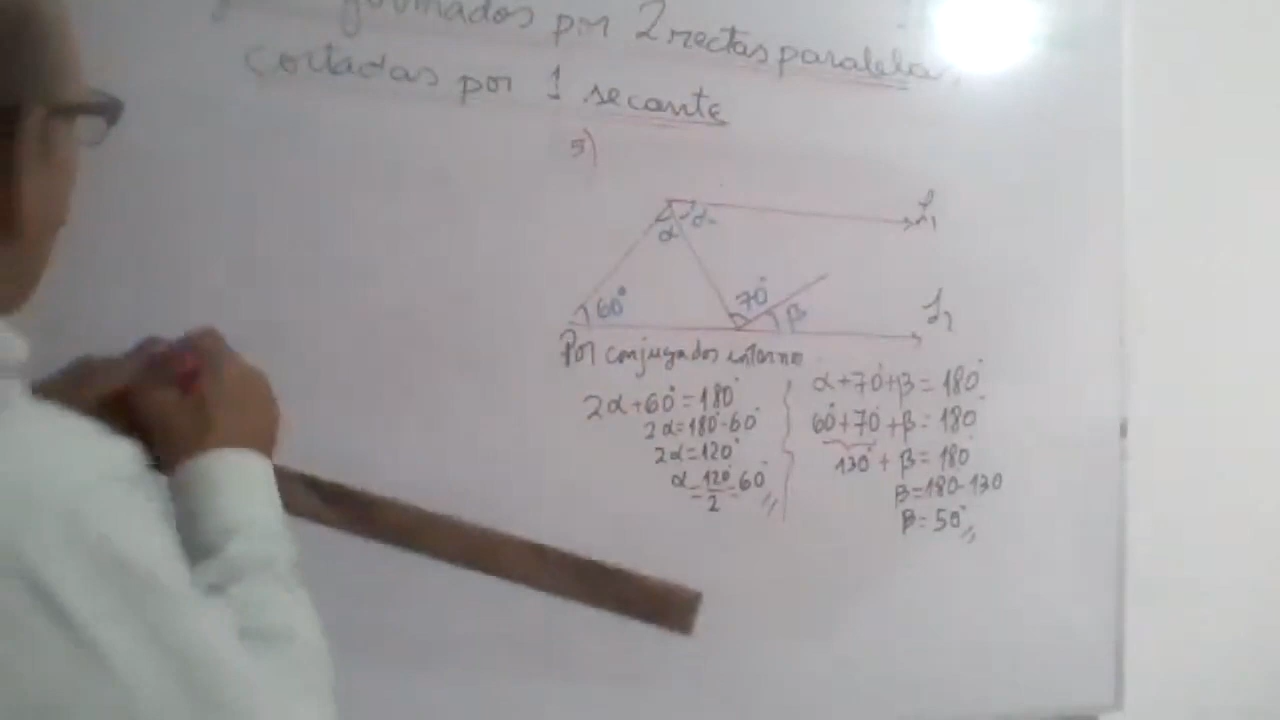 formados por 2 rectas paralelas
cortadas por 1 secante
5)
L1
α α
70°
60°
β
L2
Por conjugados interno
2α+60°=180°
2α=180°-60°
2α=120°
α=120°/2=60°
α+70°+β=180°
60°+70°+β=180°
130°+β=180°
β=180-130
β=50°